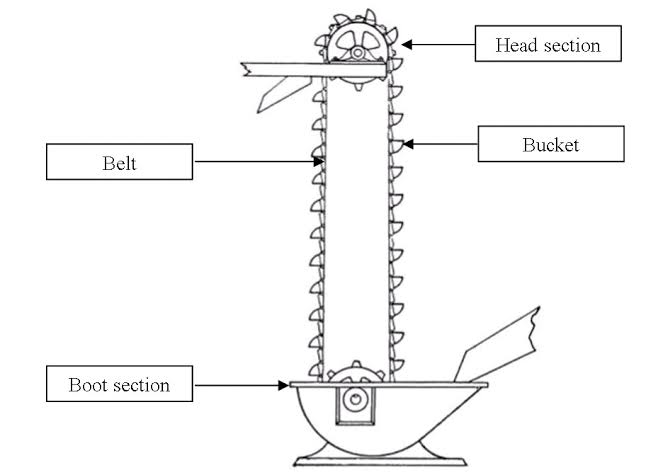 Head section
Bucket
Belt
Boot section